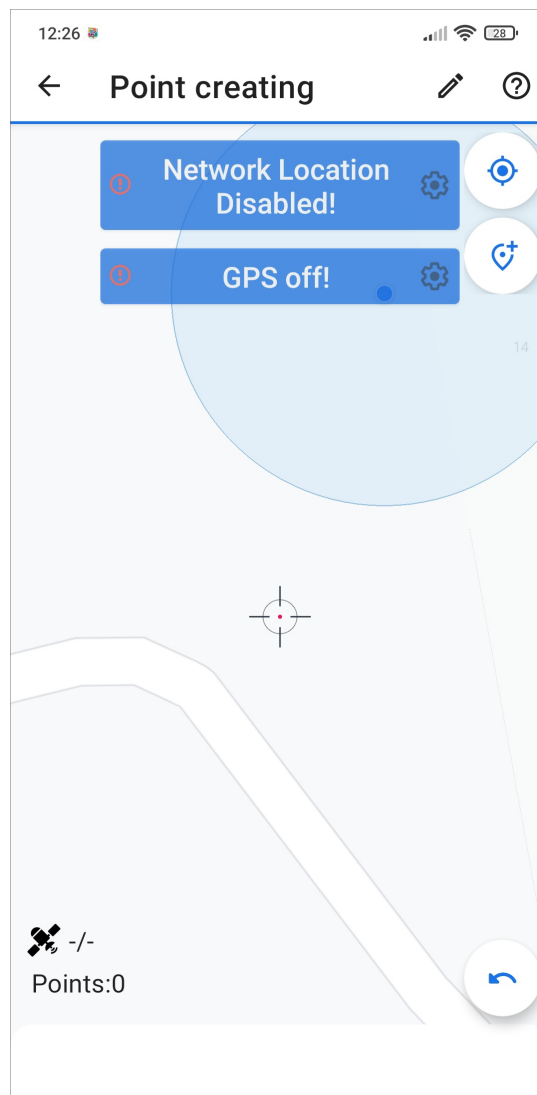 12:26
28
Point creating
Network Location
Disabled!
GPS off!
14
-/-
Points:0